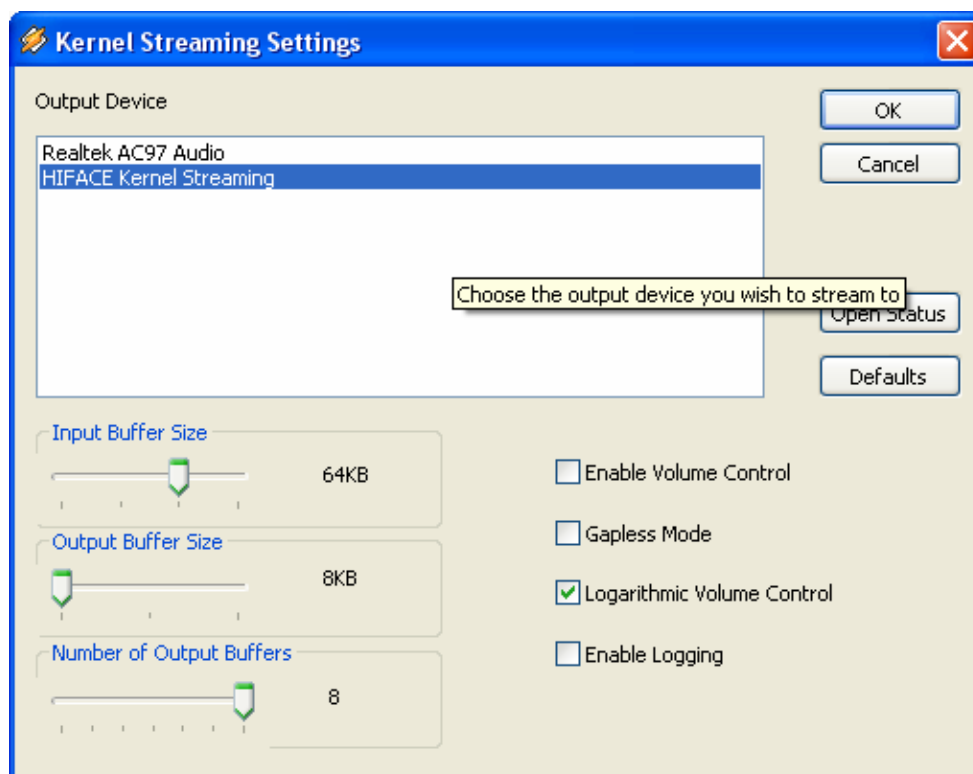 Kernel Streaming Settings
Output Device
OK
Realtek AC97 Audio
HIFACE Kernel Streaming
Cancel
Choose the output device you wish to stream to
Open Status
Defaults
Input Buffer Size
64KB
Enable Volume Control
Gapless Mode
Output Buffer Size
8KB
Logarithmic Volume Control
Number of Output Buffers
Enable Logging
8